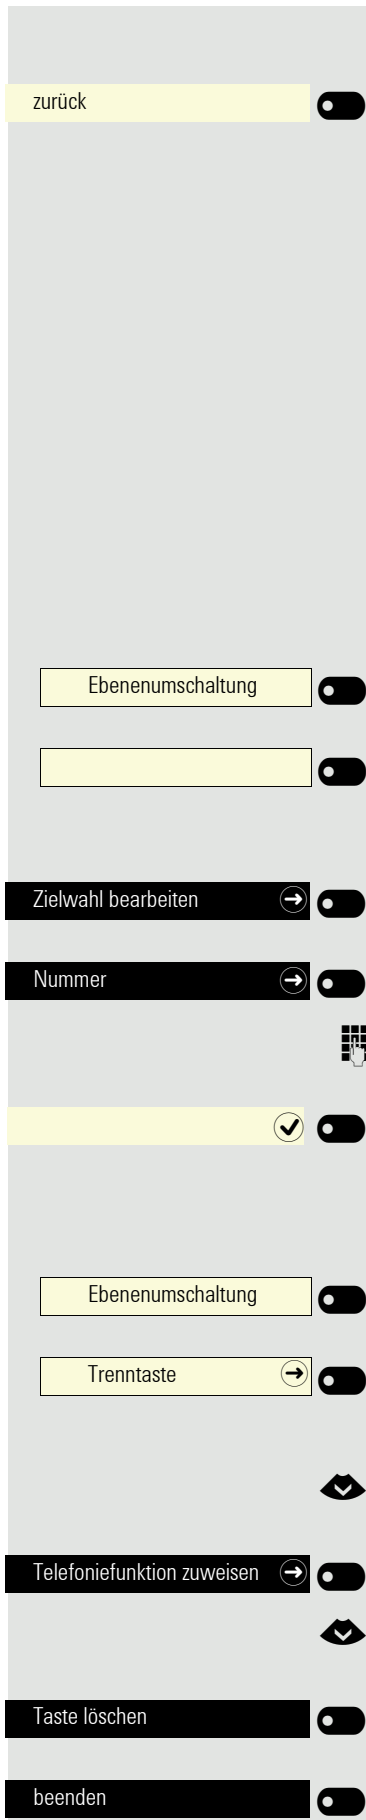 zurück
Ebenenumschaltung
Zielwahl bearbeiten
Nummer
Ebenenumschaltung
Trenntaste
Telefoniefunktion zuweisen
Taste löschen
beenden